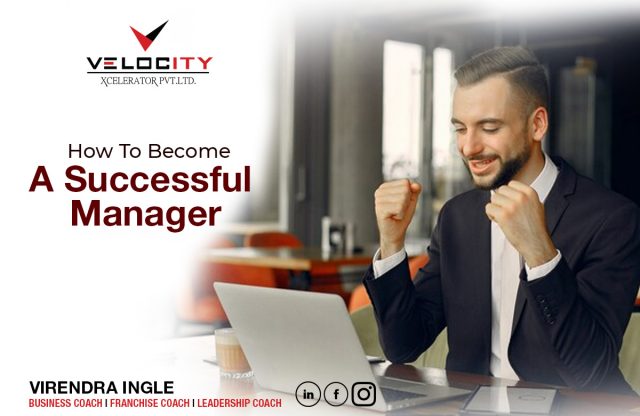 VELOCITY
XCELERATOR PVT.LTD.
How To Become
A Successful
Manager
VIRENDRA INGLE
BUSINESS COACH I FRANCHISE COACH I LEADERSHIP COACH
in f